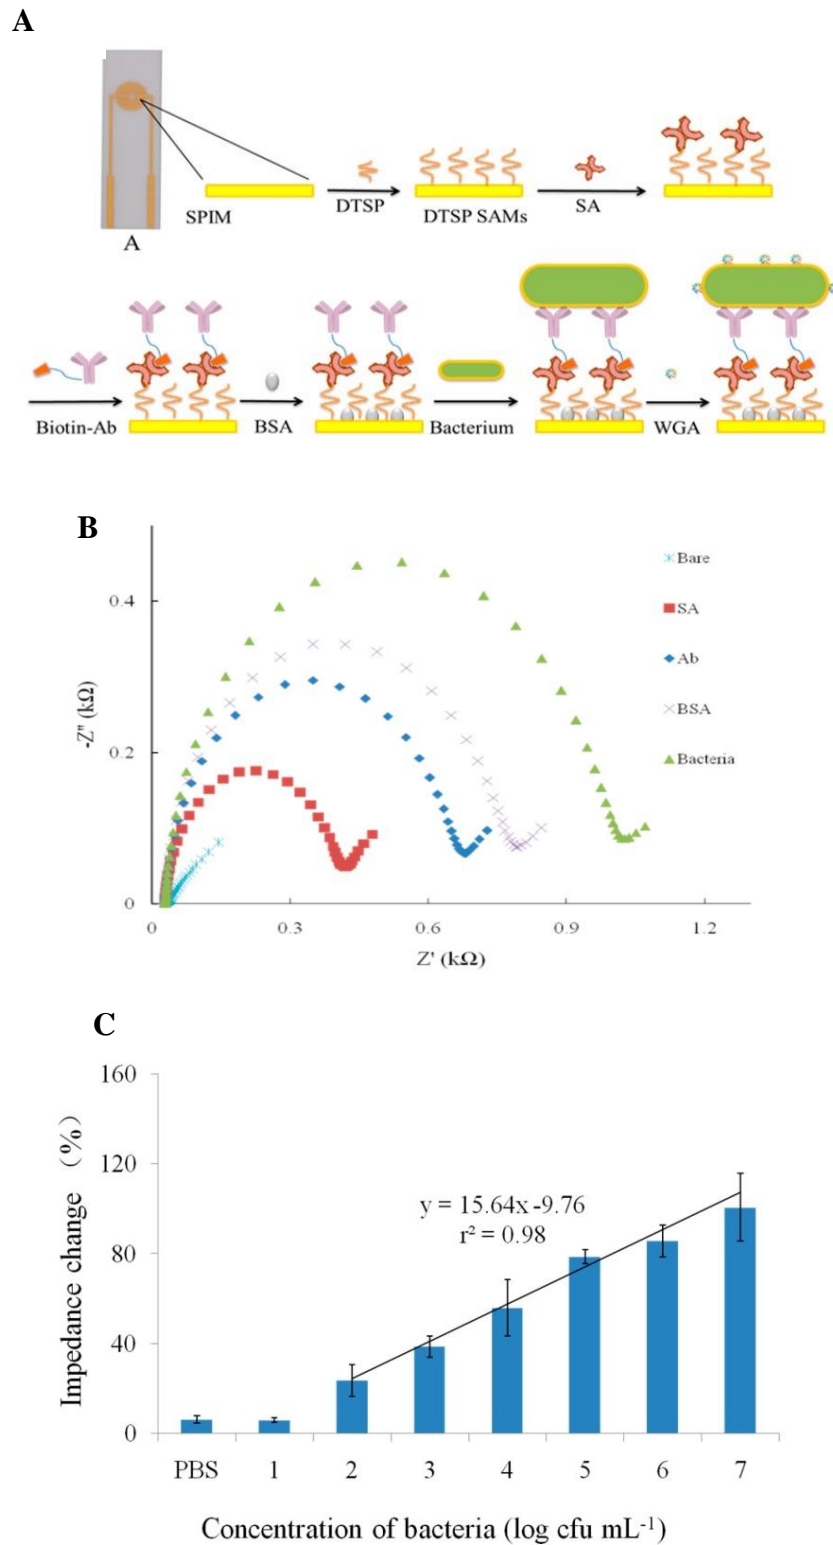 A
SPIM
DTSP
DTSP SAMs
SA
A
Biotin-Ab
BSA
Bacterium
WGA
B
-Z" (kΩ)
0.4
0.2
0
0
0.3
0.6
0.9
1.2
Z' (kΩ)
Bare
SA
Ab
BSA
Bacteria
C
Impedance change (%)
160
120
80
40
0
y = 15.64x -9.76
r² = 0.98
PBS 1 2 3 4 5 6 7
Concentration of bacteria (log cfu mL⁻¹)